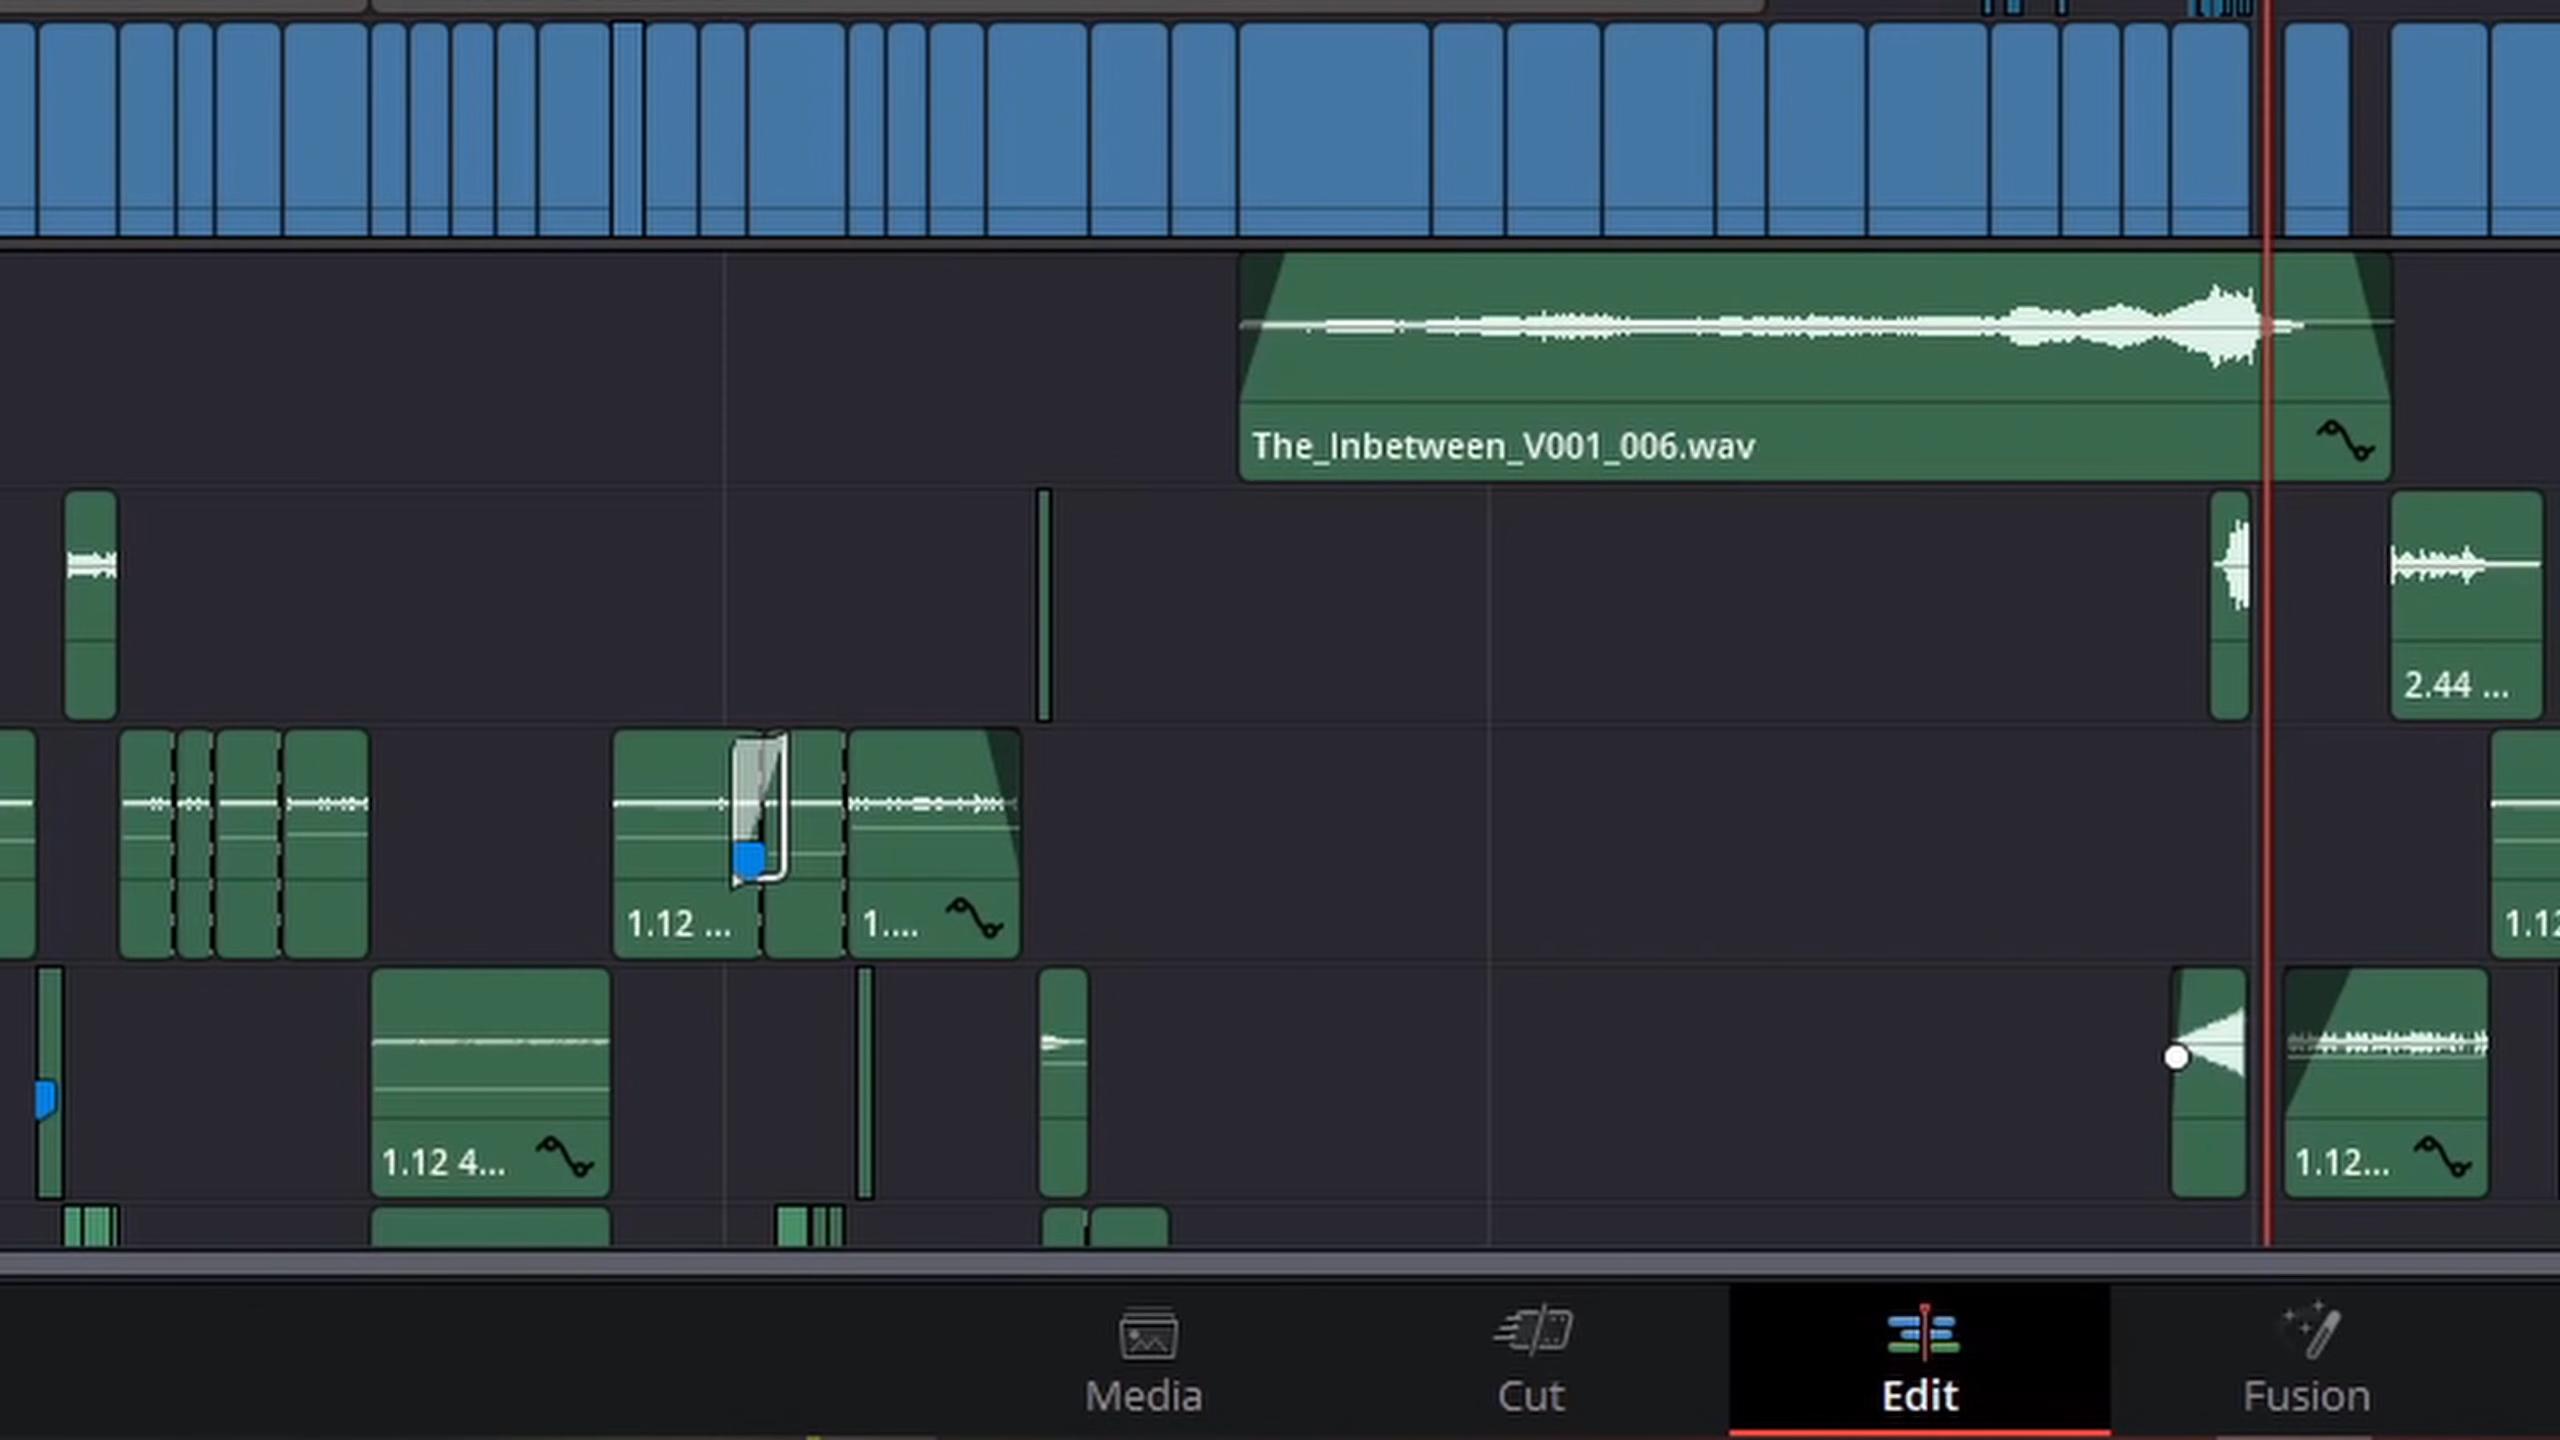 The_Inbetween_V001_006.wav
2.44 ...
1.12 ...
1....
1.12
1.12 4...
1.12...
Media
Cut
Edit
Fusion